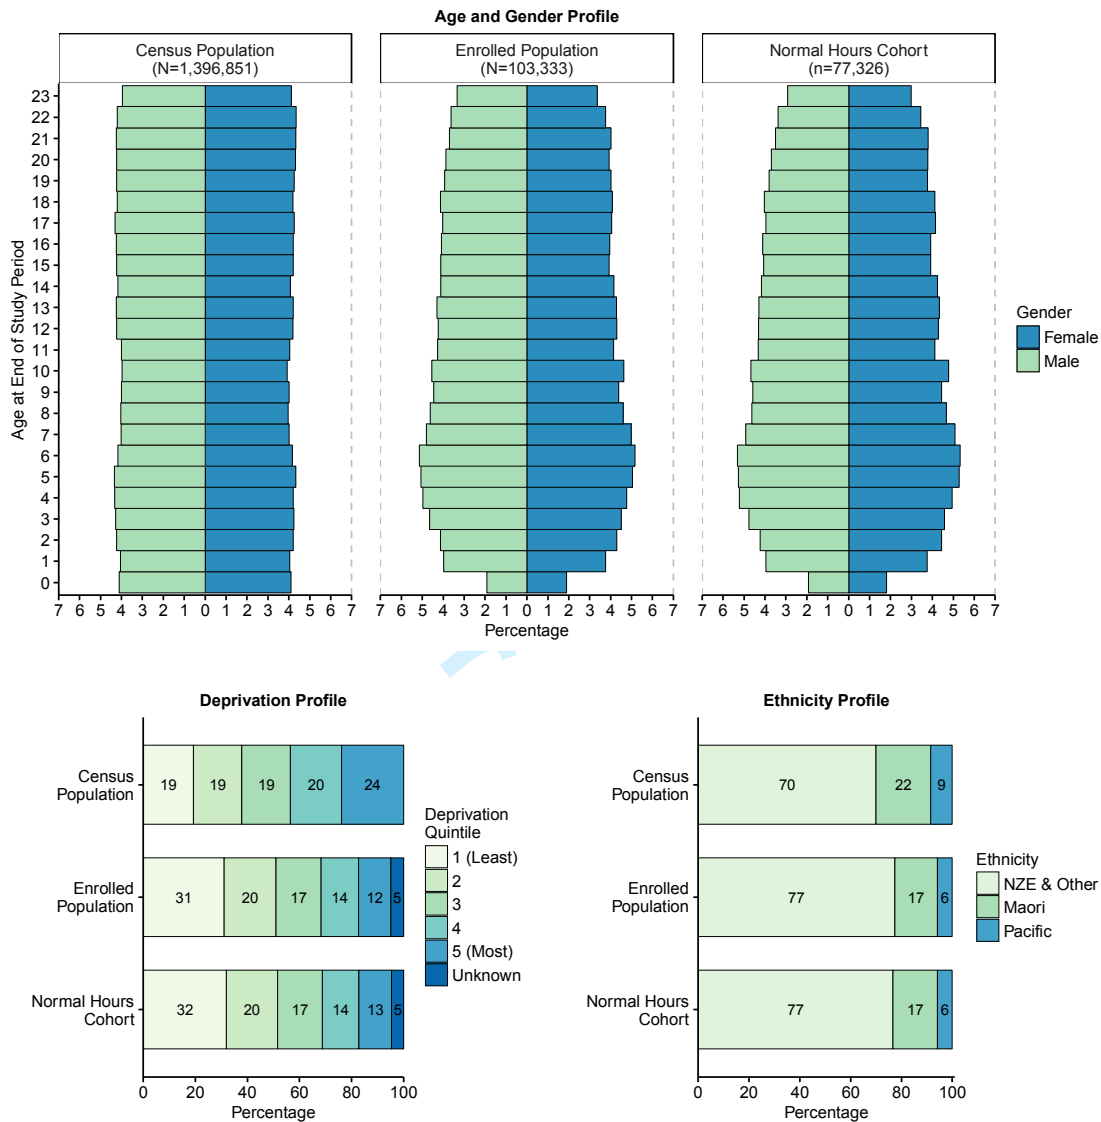 Age and Gender Profile
Census Population
(N=1,396,851)
Enrolled Population
(N=103,333)
Normal Hours Cohort
(n=77,326)
Age at End of Study Period
23
22
21
20
19
18
17
16
15
14
13
12
11
10
9
8
7
6
5
4
3
2
1
0
7 6 5 4 3 2 1 0 1 2 3 4 5 6 7
7 6 5 4 3 2 1 0 1 2 3 4 5 6 7
7 6 5 4 3 2 1 0 1 2 3 4 5 6 7
Percentage
Gender
Female
Male
Deprivation Profile
Census
Population
19 19 19 20 24
Enrolled
Population
31 20 17 14 12 5
Normal Hours
Cohort
32 20 17 14 13 5
0 20 40 60 80 100
Percentage
Deprivation
Quintile
1 (Least)
2
3
4
5 (Most)
Unknown
Ethnicity Profile
Census
Population
70 22 9
Enrolled
Population
77 17 6
Normal Hours
Cohort
77 17 6
0 20 40 60 80 100
Percentage
Ethnicity
NZE & Other
Maori
Pacific